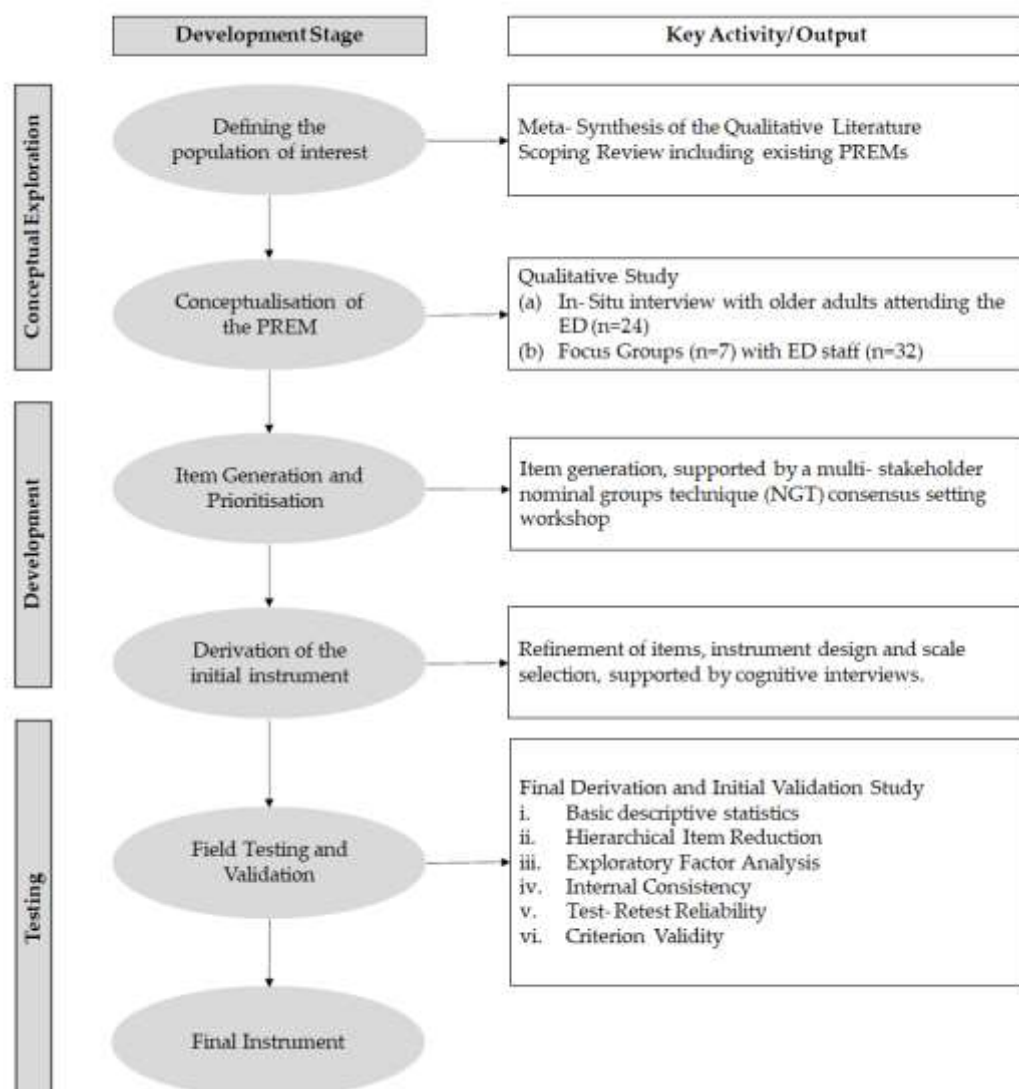 Development Stage
Key Activity/Output
Conceptual Exploration
Defining the
population of interest
Meta- Synthesis of the Qualitative Literature
Scoping Review including existing PREMs
Conceptualisation of
the PREM
Qualitative Study
(a) In- Situ interview with older adults attending the
ED (n=24)
(b) Focus Groups (n=7) with ED staff (n=32)
Development
Item Generation and
Prioritisation
Item generation, supported by a multi- stakeholder
nominal groups technique (NGT) consensus setting
workshop
Derivation of the
initial instrument
Refinement of items, instrument design and scale
selection, supported by cognitive interviews.
Testing
Field Testing and
Validation
Final Derivation and Initial Validation Study
i. Basic descriptive statistics
ii. Hierarchical Item Reduction
iii. Exploratory Factor Analysis
iv. Internal Consistency
v. Test- Retest Reliability
vi. Criterion Validity
Final Instrument